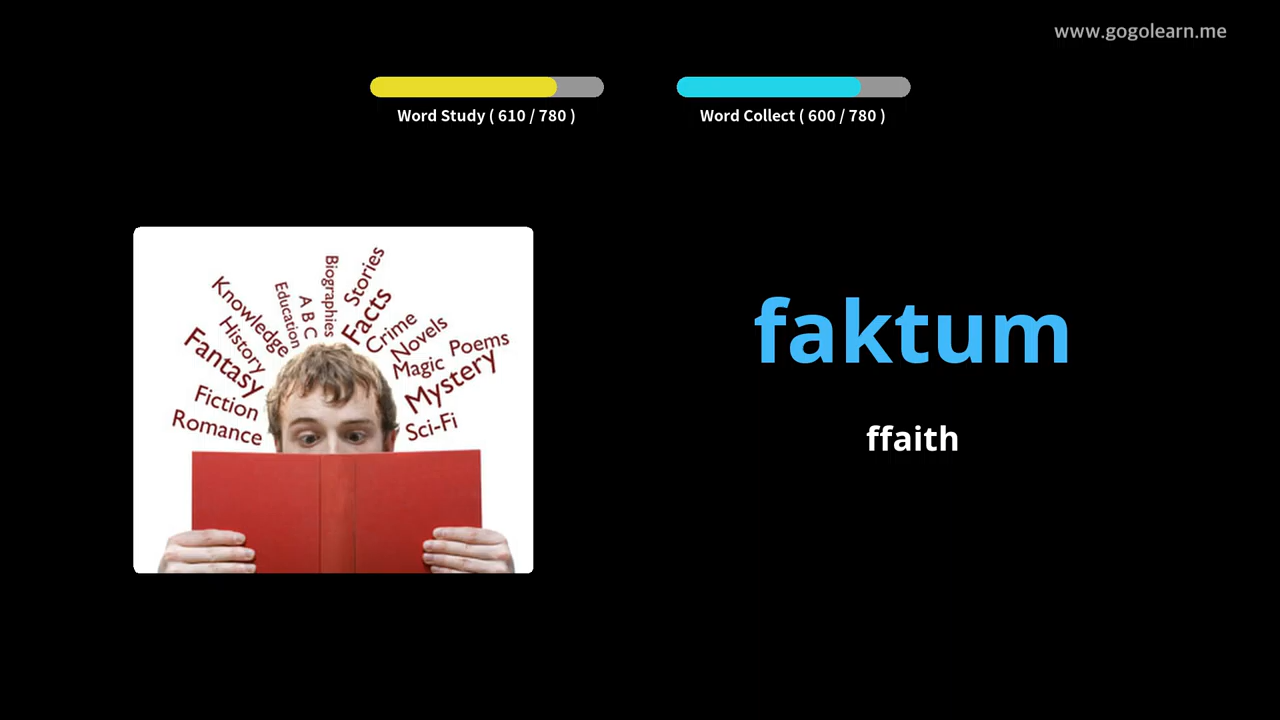 www.gogolearn.me
Word Study ( 610 / 780 )
Word Collect ( 600 / 780 )
Biographies
Stories
Education
A B C
Facts
Knowledge
Crime
History
Novels
Poems
Fantasy
Magic
Mystery
Fiction
Romance
Sci-Fi
faktum
ffaith